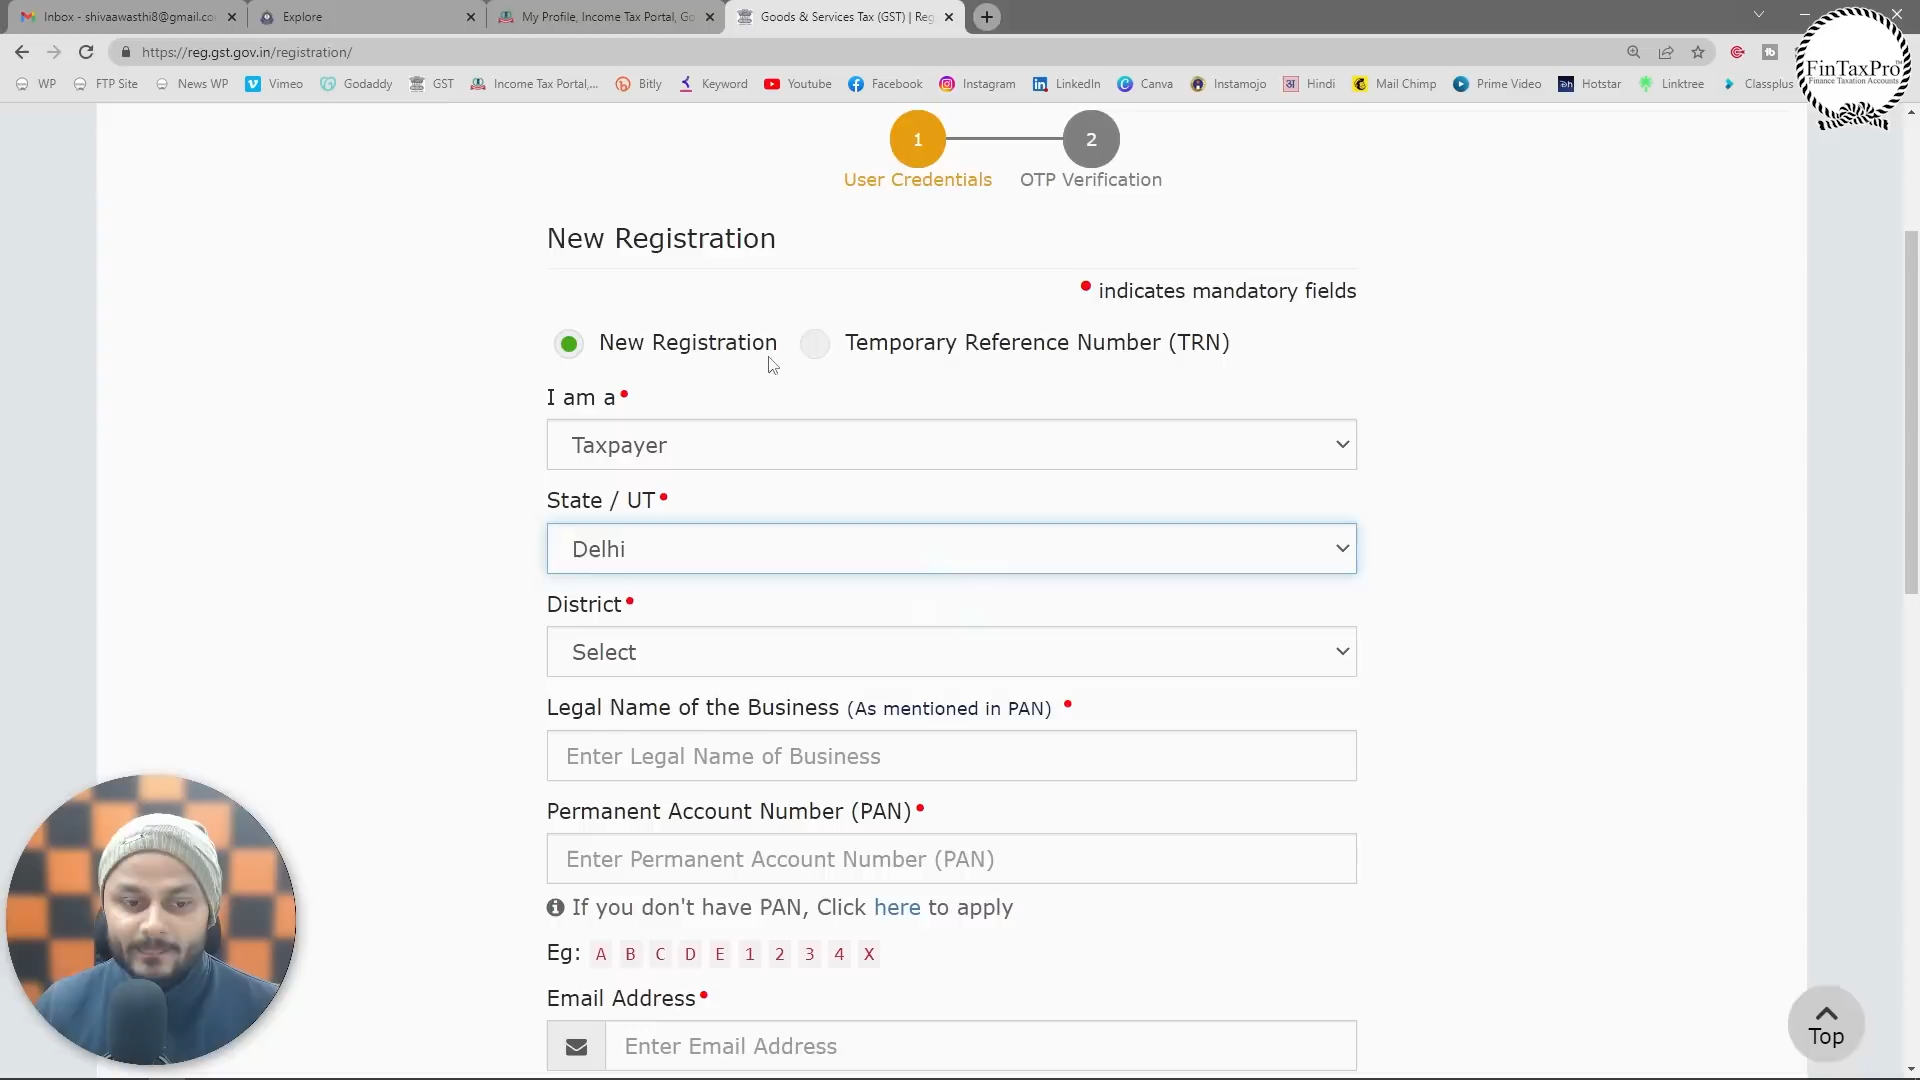 Inbox - shivaawasthi8@gmail.co
Explore
My Profile, Income Tax Portal, Go
Goods & Services Tax (GST) | Reg
https://reg.gst.gov.in/registration/
WP
FTP Site
News WP
Vimeo
Godaddy
GST
Income Tax Portal,...
Bitly
Keyword
Youtube
Facebook
Instagram
LinkedIn
Canva
Instamojo
अ Hindi
Mail Chimp
Prime Video
Hotstar
Linktree
Classplus
FinTaxPro™
Finance Taxation Accounts
1
2
User Credentials
OTP Verification
New Registration
indicates mandatory fields
New Registration
Temporary Reference Number (TRN)
I am a
Taxpayer
State / UT
Delhi
District
Select
Legal Name of the Business (As mentioned in PAN)
Enter Legal Name of Business
Permanent Account Number (PAN)
Enter Permanent Account Number (PAN)
If you don't have PAN, Click here to apply
Eg: A B C D E 1 2 3 4 X
Email Address
Enter Email Address
Top